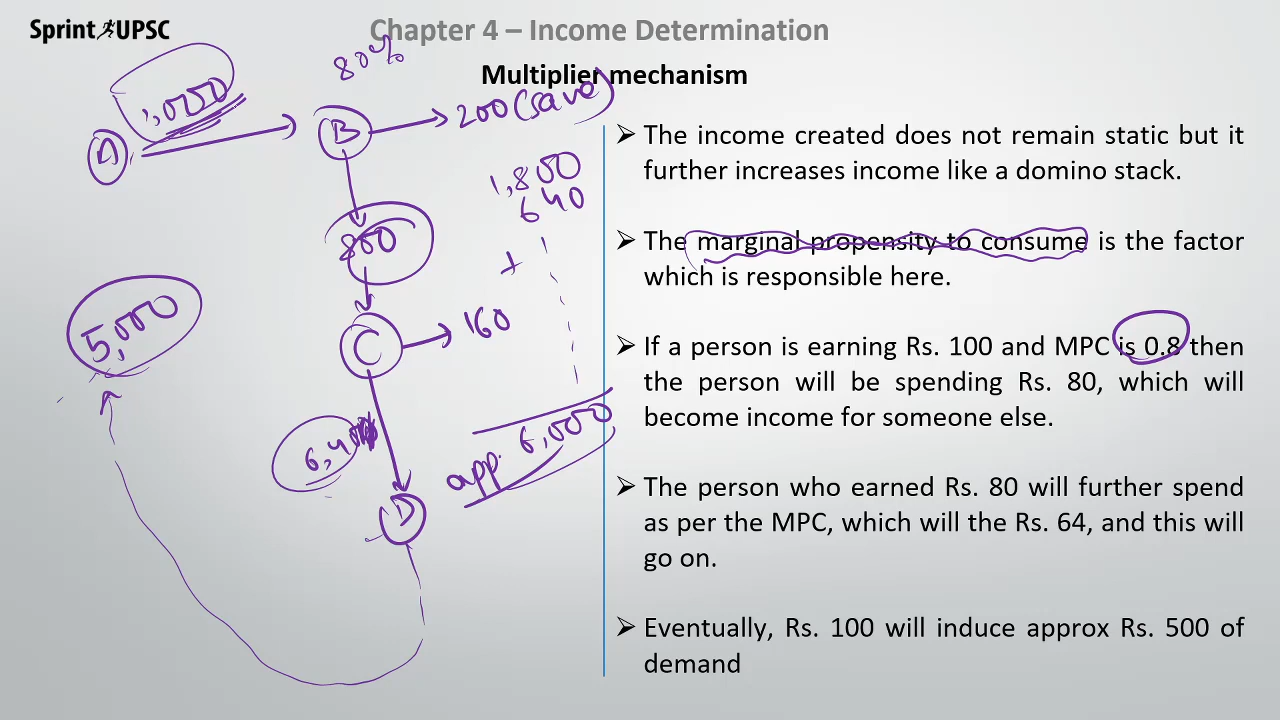 Sprint UPSC
Chapter 4 – Income Determination
Multiplier mechanism
80%
1,000
A
B
200 (save)
800
1,800
640
+
C
160
5,000
6,40
D
app. 6,000
➢ The income created does not remain static but it
further increases income like a domino stack.
➢ The marginal propensity to consume is the factor
which is responsible here.
➢ If a person is earning Rs. 100 and MPC is 0.8 then
the person will be spending Rs. 80, which will
become income for someone else.
➢ The person who earned Rs. 80 will further spend
as per the MPC, which will the Rs. 64, and this will
go on.
➢ Eventually, Rs. 100 will induce approx Rs. 500 of
demand